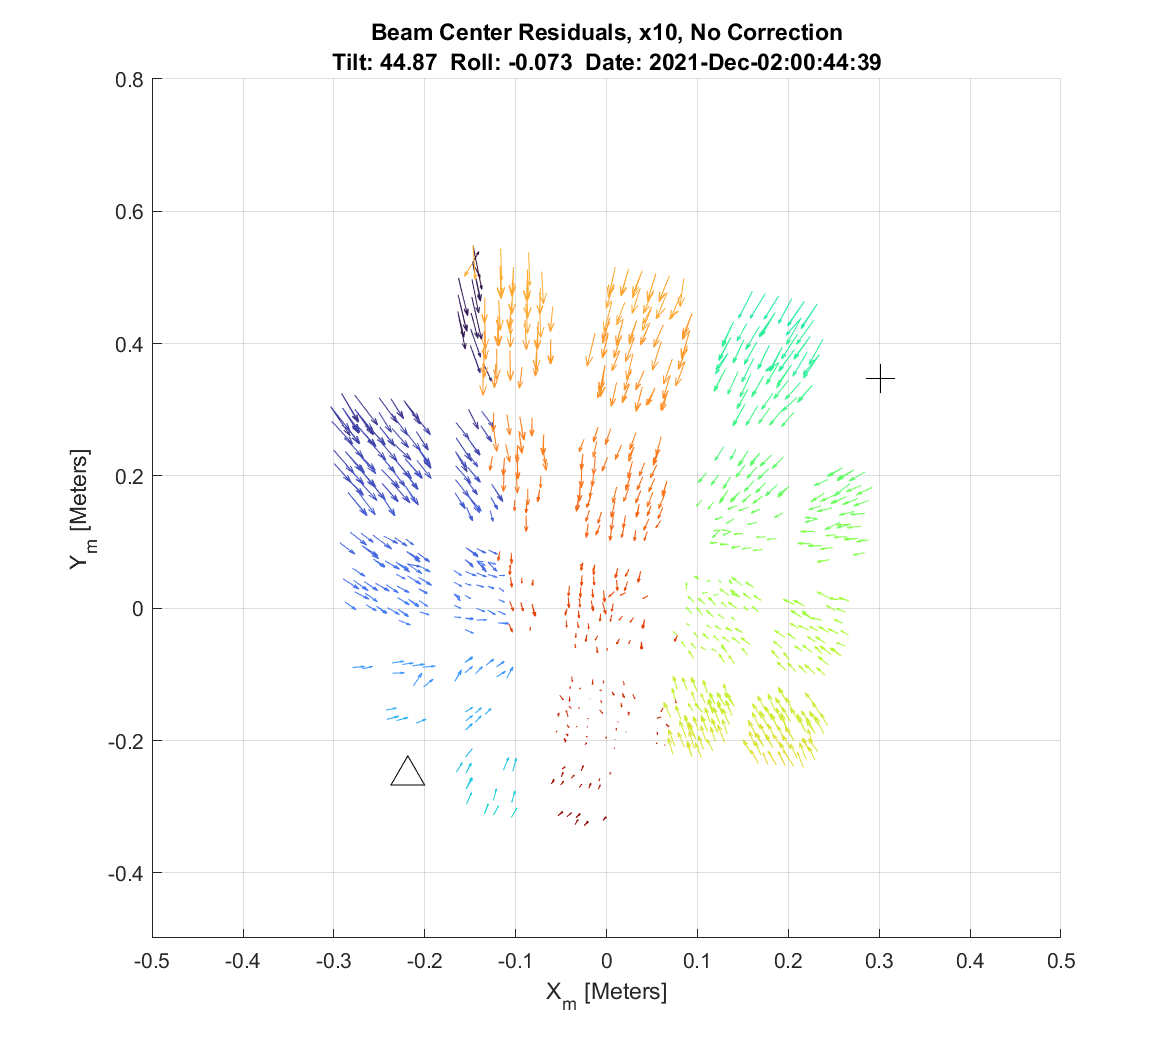 Beam Center Residuals, x10, No Correction
Tilt: 44.87 Roll: -0.073 Date: 2021-Dec-02:00:44:39
0.8
0.6
0.4
0.2
0
-0.2
-0.4
Y_m [Meters]
-0.5 -0.4 -0.3 -0.2 -0.1 0 0.1 0.2 0.3 0.4 0.5
X_m [Meters]